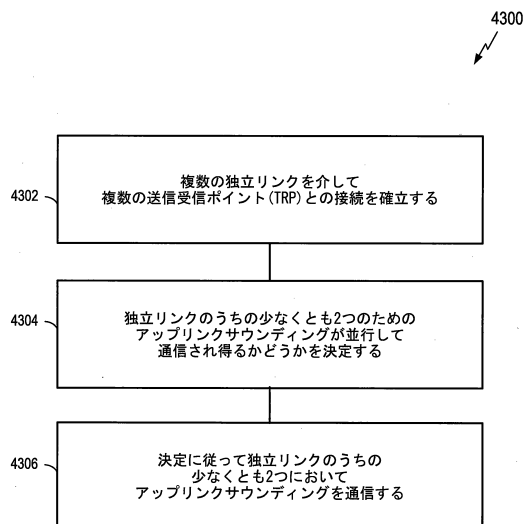 4300
4302
複数の独立リンクを介して
複数の送信受信ポイント(TRP)との接続を確立する
4304
独立リンクのうちの少なくとも2つのための
アップリンクサウンディングが並行して
通信され得るかどうかを決定する
4306
決定に従って独立リンクのうちの
少なくとも2つにおいて
アップリンクサウンディングを通信する